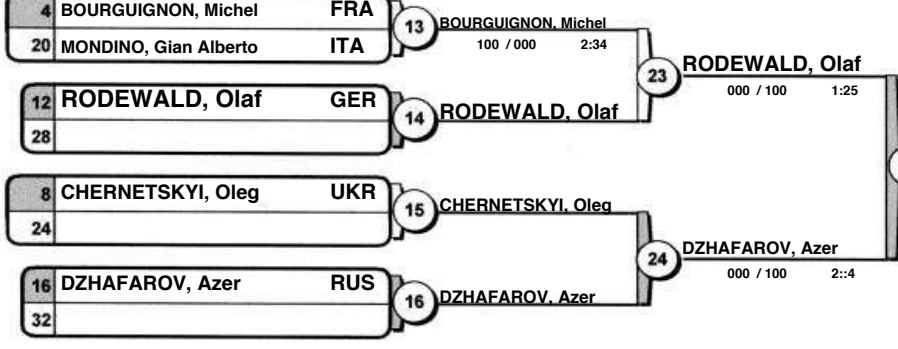 4 BOURGUIGNON, Michel FRA
20 MONDINO, Gian Alberto ITA
13 BOURGUIGNON, Michel
100 / 000 2:34
12 RODEWALD, Olaf GER
28
14 RODEWALD, Olaf
23 RODEWALD, Olaf
000 / 100 1:25
8 CHERNETSKYI, Oleg UKR
24
15 CHERNETSKYI, Oleg
16 DZHAFAROV, Azer RUS
32
16 DZHAFAROV, Azer
24 DZHAFAROV, Azer
000 / 100 2::4